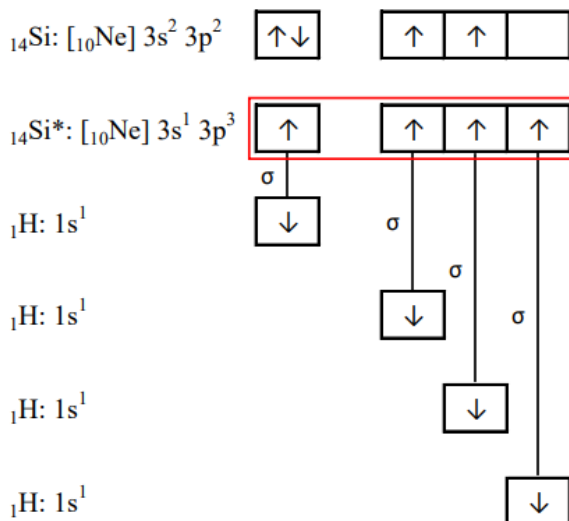 ₁₄Si: [₁₀Ne] 3s² 3p² ↑↓ ↑ ↑
₁₄Si*: [₁₀Ne] 3s¹ 3p³ ↑ ↑ ↑ ↑
σ
₁H: 1s¹ ↓
σ
σ
σ
₁H: 1s¹ ↓
₁H: 1s¹ ↓
₁H: 1s¹ ↓